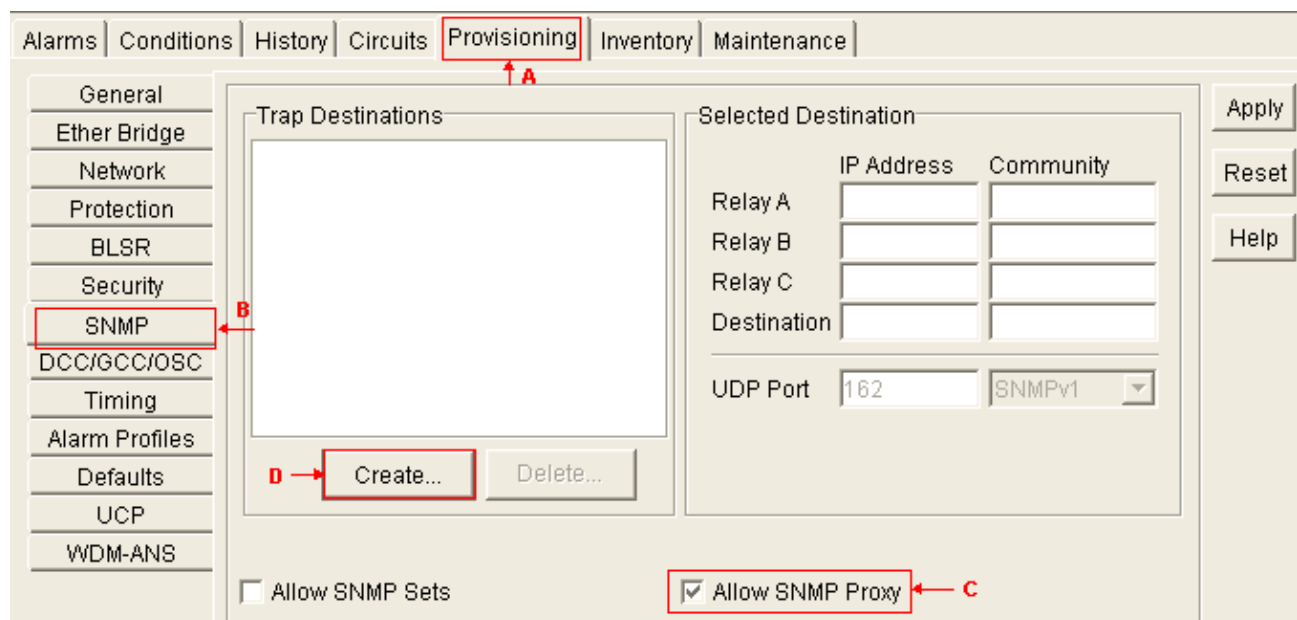 Alarms Conditions History Circuits Provisioning Inventory Maintenance
A
General
Ether Bridge
Network
Protection
BLSR
Security
SNMP
B
DCC/GCC/OSC
Timing
Alarm Profiles
Defaults
UCP
WDM-ANS
Trap Destinations
D
Create...
Delete...
Selected Destination
IP Address Community
Relay A
Relay B
Relay C
Destination
UDP Port 162 SNMPv1
Allow SNMP Sets
Allow SNMP Proxy
C
Apply
Reset
Help